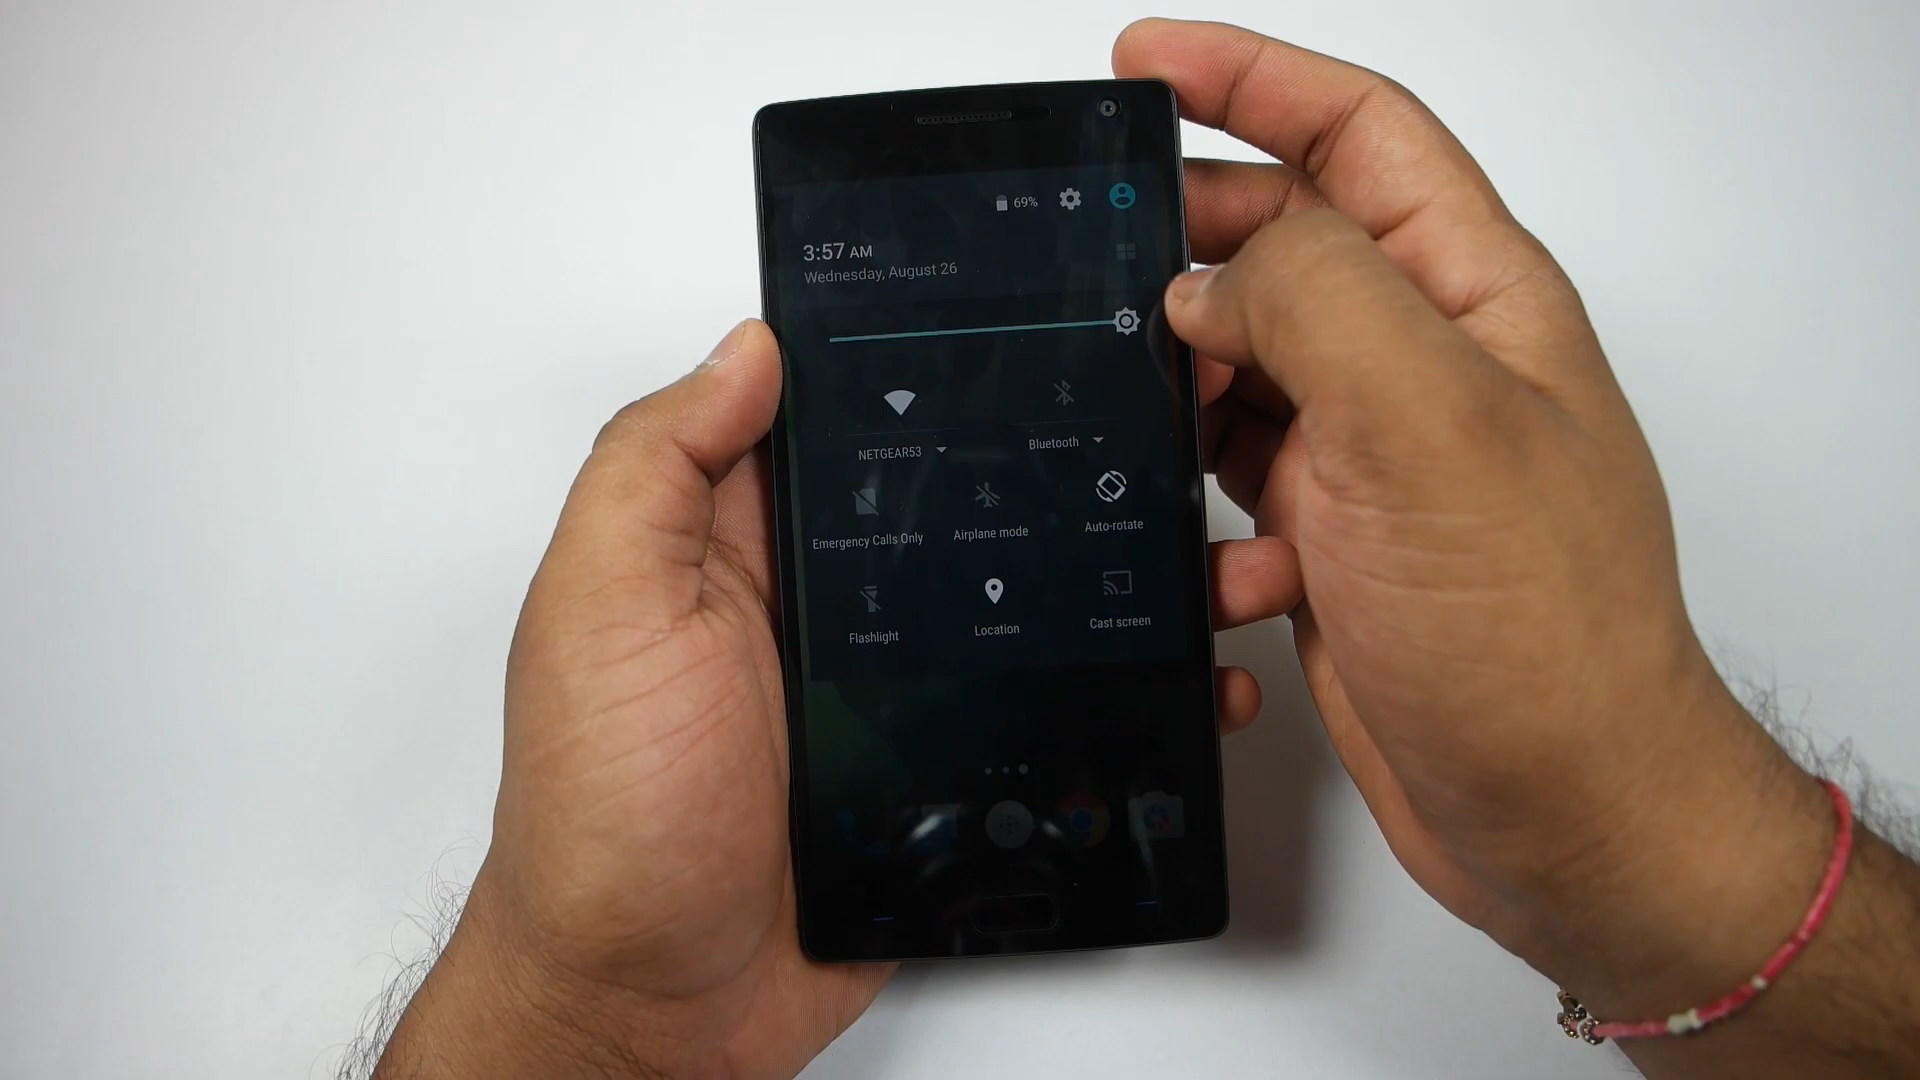 69%
3:57 AM
Wednesday, August 26
NETGEAR53
Bluetooth
Emergency Calls Only
Airplane mode
Auto-rotate
Flashlight
Location
Cast screen